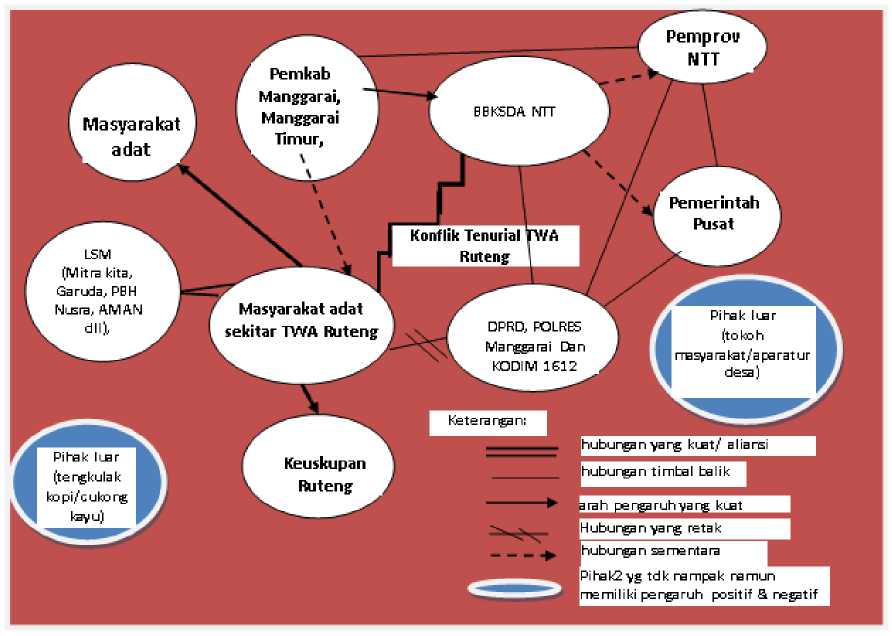 Pemprov
NTT
Pemkab
Manggarai,
Manggarai
Timur,
BBKSDA NTT
Masyarakat
adat
Pemerintah
Pusat
Konflik Tenurial TWA
Ruteng
LSM
(Mitra kita,
Garuda, PBH
Nusra, AMAN
dll),
Masyarakat adat
sekitar TWA Ruteng
DPRD, POLRES
Manggarai Dan
KODIM 1612
Pihak luar
(tokoh
masyarakat/aparatur
desa)
Pihak luar
(tengkulak
kopi/cukong
kayu)
Keuskupan
Ruteng
Keterangan:
hubungan yang kuat/ aliansi
hubungan timbal balik
arah pengaruh yang kuat
Hubungan yang retak
hubungan sementara
Pihak2 yg tdk nampak namun
memiliki pengaruh positif & negatif